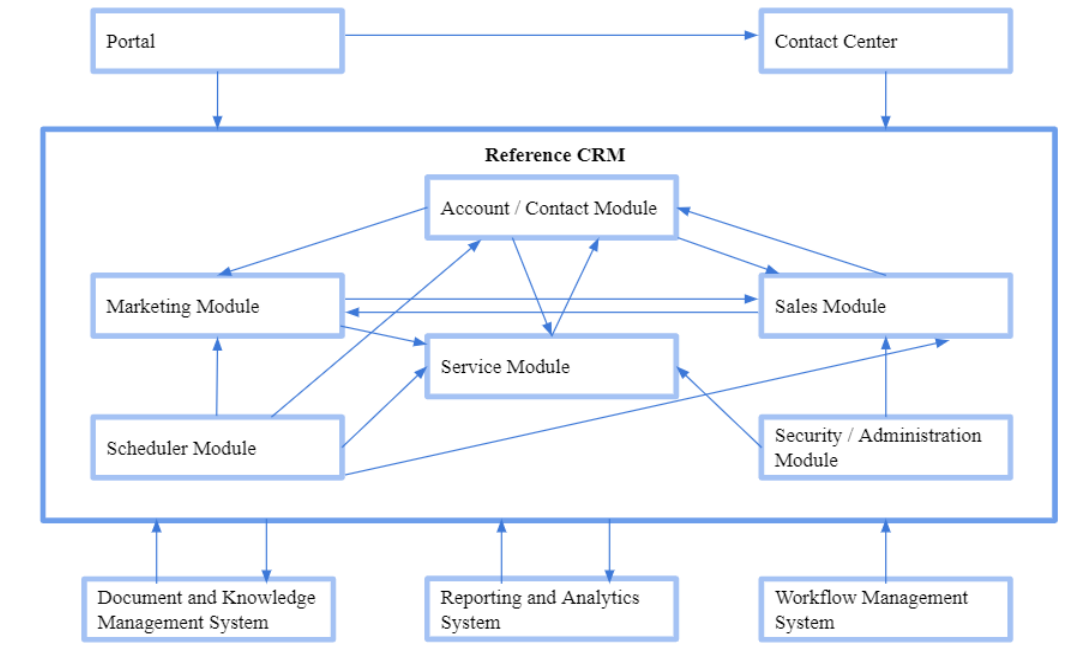 Portal
Contact Center
Reference CRM
Account / Contact Module
Marketing Module
Sales Module
Service Module
Scheduler Module
Security / Administration
Module
Document and Knowledge
Management System
Reporting and Analytics
System
Workflow Management
System